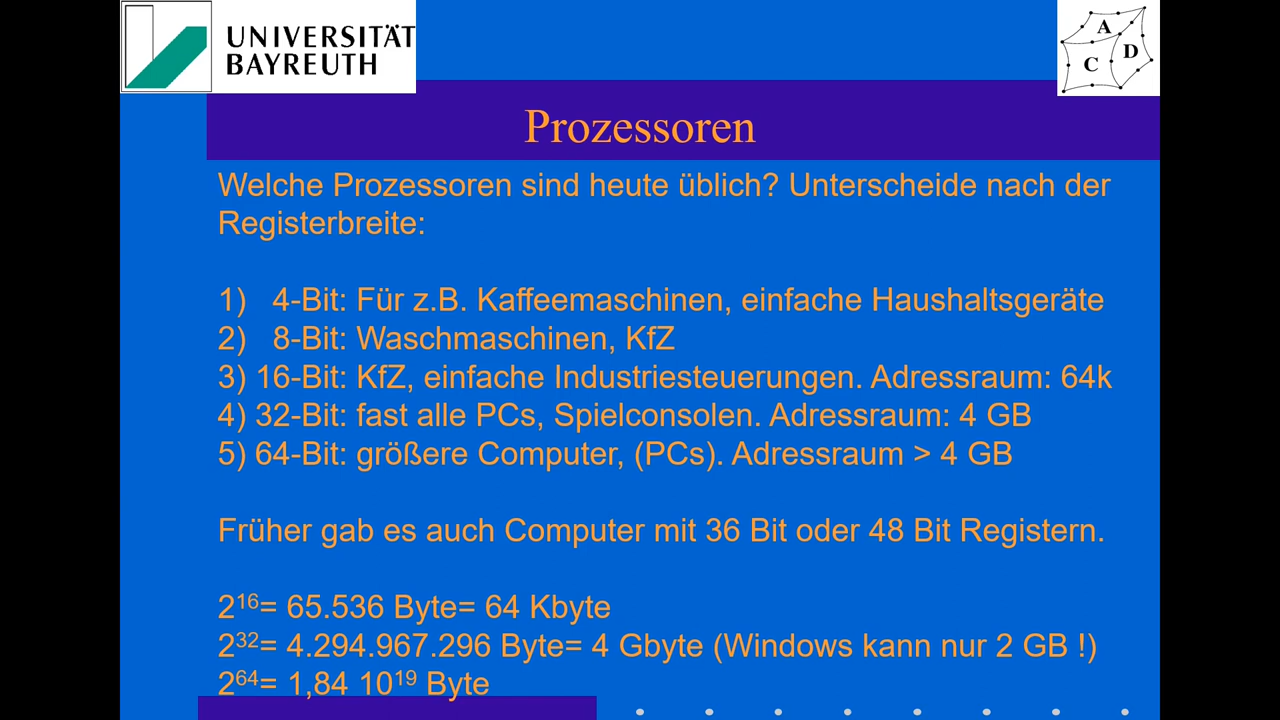 UNIVERSITÄT
BAYREUTH
A
D
C
Prozessoren
Welche Prozessoren sind heute üblich? Unterscheide nach der
Registerbreite:
1) 4-Bit: Für z.B. Kaffeemaschinen, einfache Haushaltsgeräte
2) 8-Bit: Waschmaschinen, KfZ
3) 16-Bit: KfZ, einfache Industriesteuerungen. Adressraum: 64k
4) 32-Bit: fast alle PCs, Spielconsolen. Adressraum: 4 GB
5) 64-Bit: größere Computer, (PCs). Adressraum > 4 GB
Früher gab es auch Computer mit 36 Bit oder 48 Bit Registern.
2¹⁶= 65.536 Byte= 64 Kbyte
2³²= 4.294.967.296 Byte= 4 Gbyte (Windows kann nur 2 GB !)
2⁶⁴= 1,84 10¹⁹ Byte